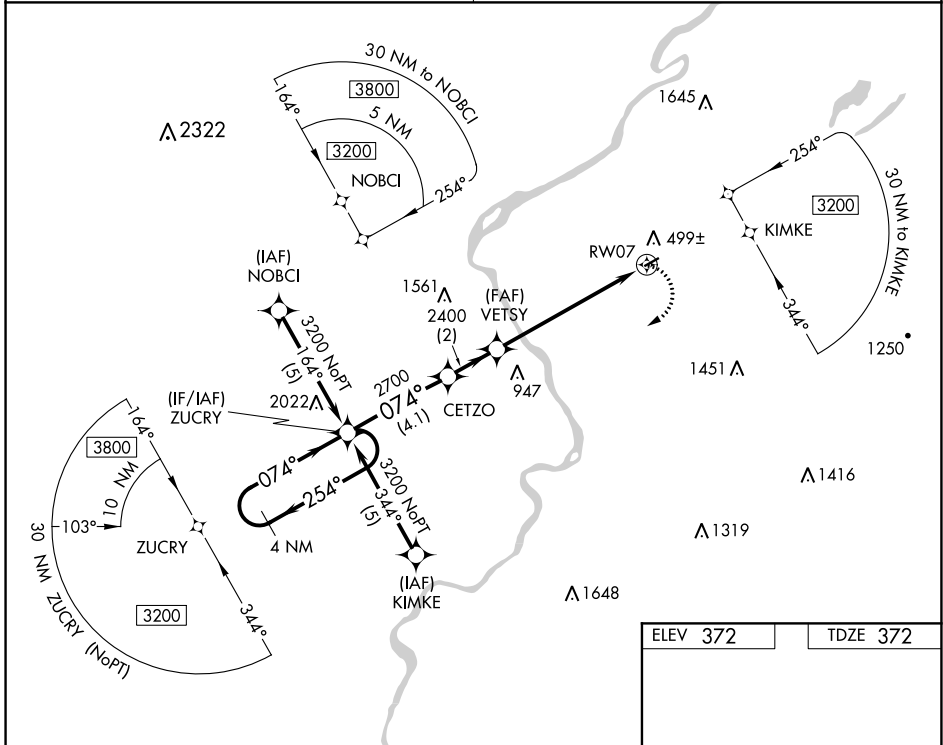 30 NM to NOBCI
3800
164°
5 NM
3200
NOBCI
254°
2322
1645
254°
30 NM to KIMKE
3200
KIMKE
344°
1250
RW07
499±
(IAF)
NOBCI
3200 NoPT
164°
(5)
1561
2400
(2)
(FAF)
VETSY
947
1451
2700
074°
(4.1)
CETZO
2022
(IF/IAF)
ZUCRY
074°
254°
4 NM
3200 NoPT
344°
(5)
(IAF)
KIMKE
164°
3800
10 NM
103°
ZUCRY
3200
344°
30 NM ZUCRY (NoPT)
1416
1319
1648
ELEV 372
TDZE 372